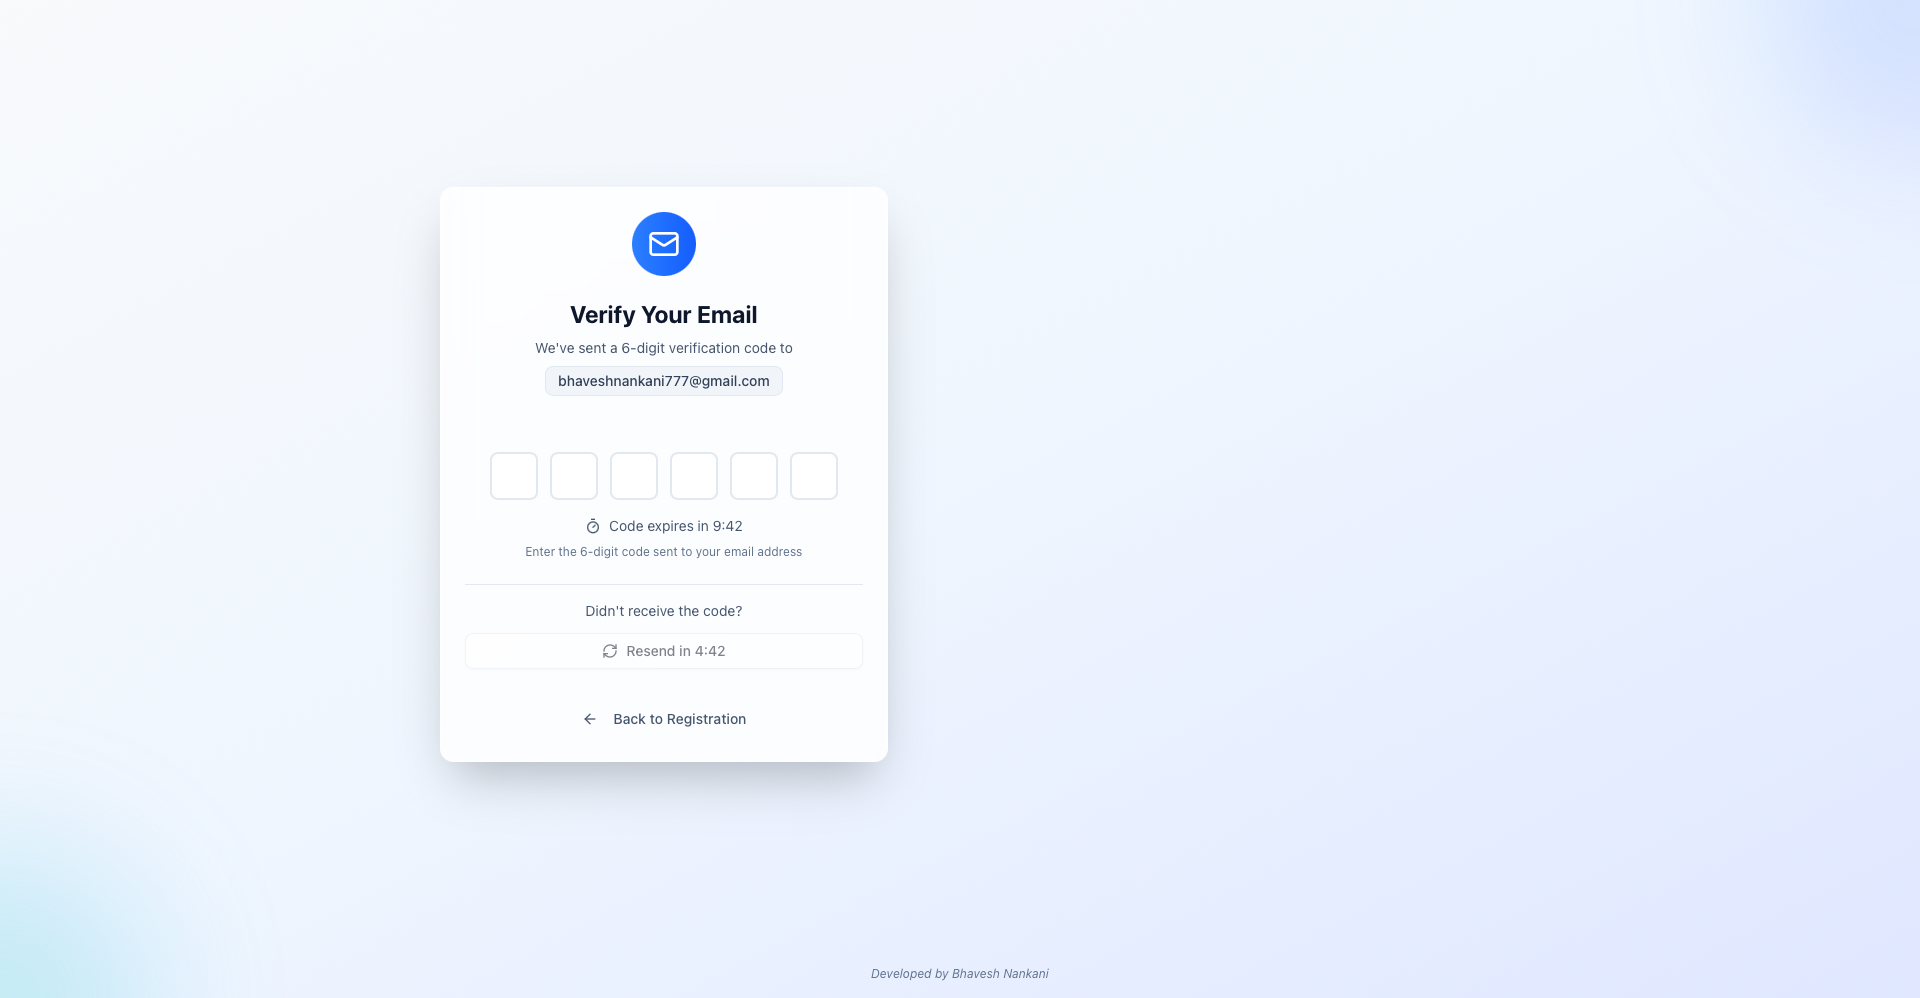 Verify Your Email
We've sent a 6-digit verification code to
bhaveshnankani777@gmail.com
Code expires in 9:42
Enter the 6-digit code sent to your email address
Didn't receive the code?
Resend in 4:42
Back to Registration
Developed by Bhavesh Nankani